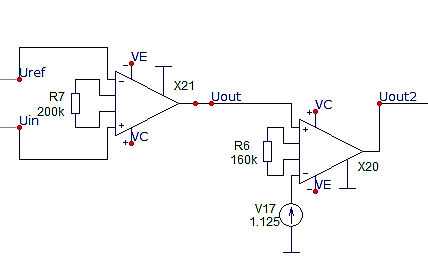 VE
Uref
R7
200k
X21
Uin
VC
Uout
VC
Uout2
R6
160k
X20
VE
V17
1.125